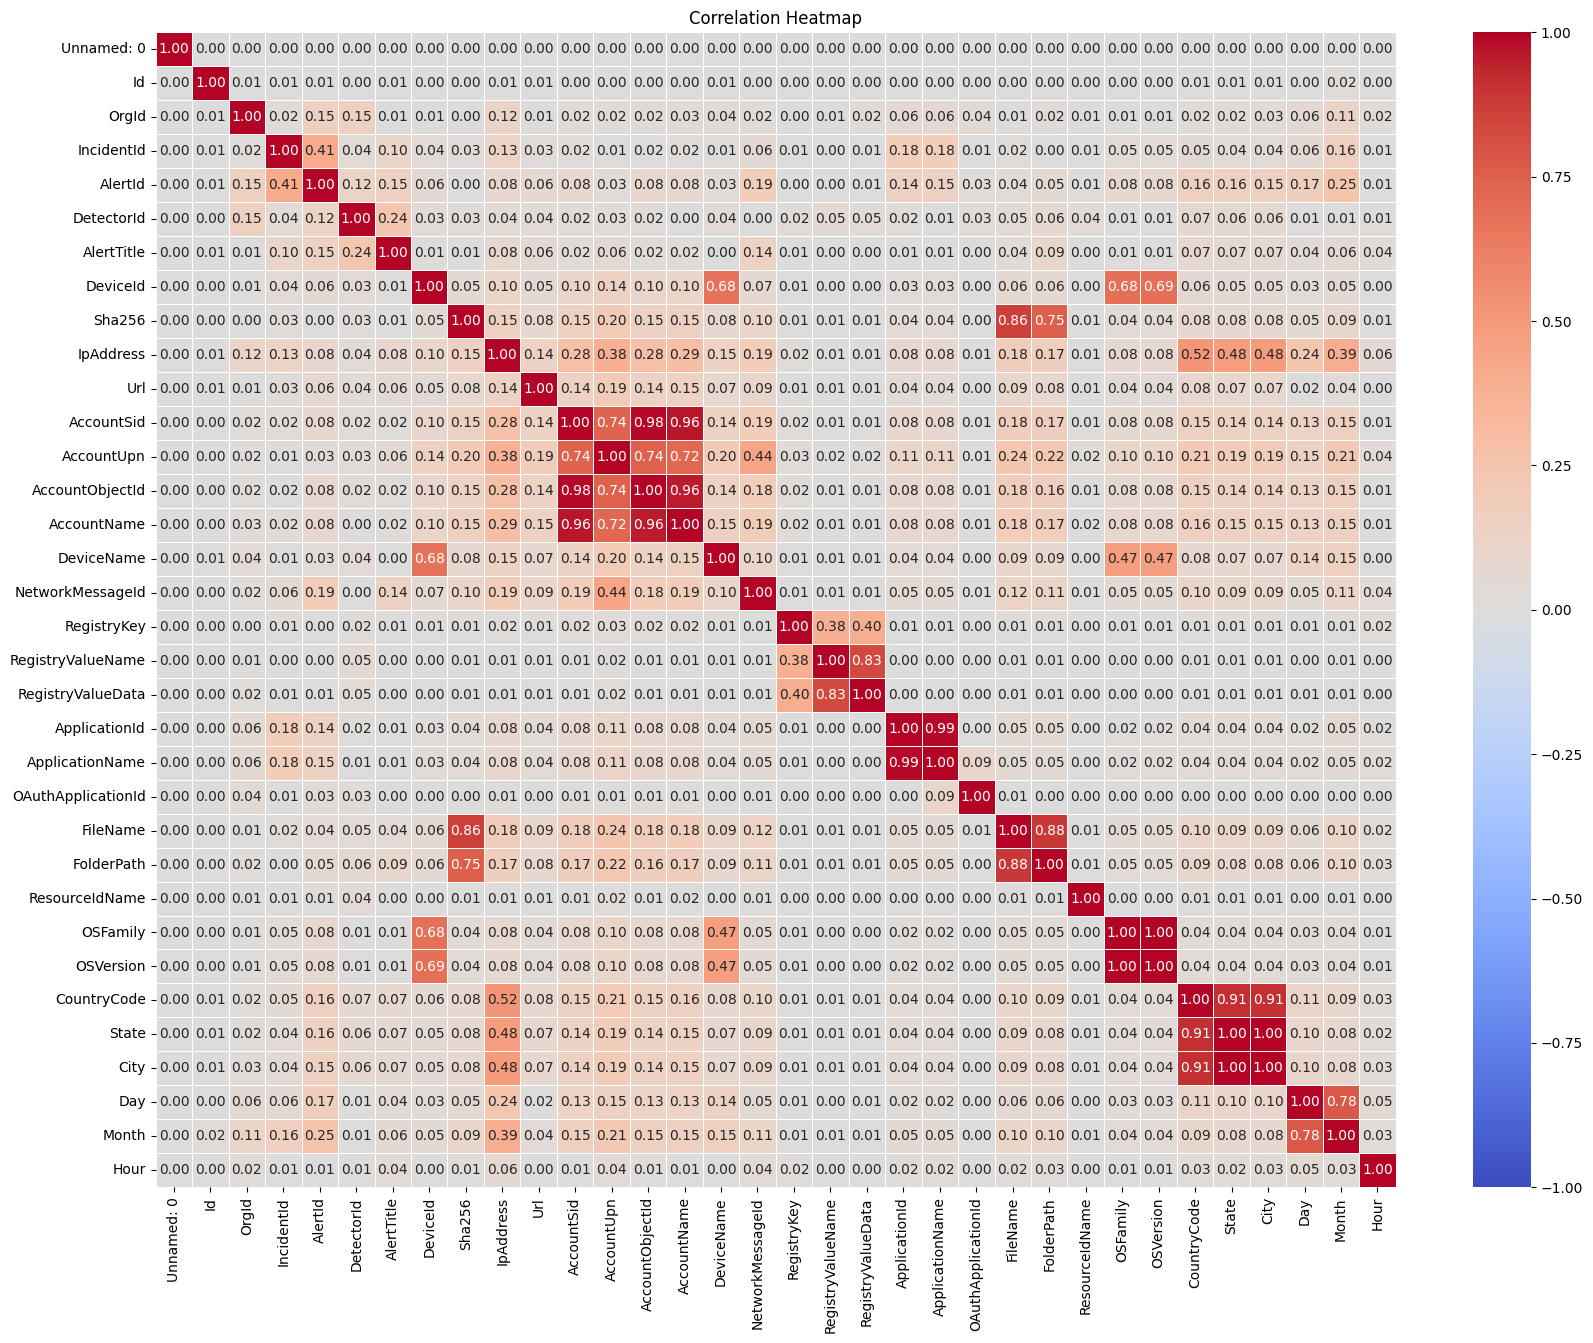 Correlation Heatmap
Unnamed: 0 1.00 0.00 0.00 0.00 0.00 0.00 0.00 0.00 0.00 0.00 0.00 0.00 0.00 0.00 0.00 0.00 0.00 0.00 0.00 0.00 0.00 0.00 0.00 0.00 0.00 0.00 0.00 0.00 0.00 0.00 0.00 0.00 0.00 0.00
Id 0.00 1.00 0.01 0.01 0.01 0.00 0.01 0.00 0.00 0.01 0.01 0.00 0.00 0.00 0.00 0.01 0.00 0.00 0.00 0.00 0.00 0.00 0.00 0.00 0.00 0.00 0.00 0.00 0.01 0.01 0.01 0.00 0.02 0.00
OrgId 0.00 0.01 1.00 0.02 0.15 0.15 0.01 0.01 0.00 0.12 0.01 0.02 0.02 0.02 0.03 0.04 0.02 0.00 0.01 0.02 0.06 0.06 0.04 0.01 0.02 0.01 0.01 0.01 0.02 0.02 0.03 0.06 0.11 0.02
IncidentId 0.00 0.01 0.02 1.00 0.41 0.04 0.10 0.04 0.03 0.13 0.03 0.02 0.01 0.02 0.02 0.01 0.06 0.01 0.00 0.01 0.18 0.18 0.01 0.02 0.00 0.01 0.05 0.05 0.05 0.04 0.04 0.06 0.16 0.01
AlertId 0.00 0.01 0.15 0.41 1.00 0.12 0.15 0.06 0.00 0.08 0.06 0.08 0.03 0.08 0.08 0.03 0.19 0.00 0.00 0.01 0.14 0.15 0.03 0.04 0.05 0.01 0.08 0.08 0.16 0.16 0.15 0.17 0.25 0.01
DetectorId 0.00 0.00 0.15 0.04 0.12 1.00 0.24 0.03 0.03 0.04 0.04 0.02 0.03 0.02 0.00 0.04 0.00 0.02 0.05 0.05 0.02 0.01 0.03 0.05 0.06 0.04 0.01 0.01 0.07 0.06 0.06 0.01 0.01 0.01
AlertTitle 0.00 0.01 0.01 0.10 0.15 0.24 1.00 0.01 0.01 0.08 0.06 0.02 0.06 0.02 0.02 0.00 0.14 0.01 0.00 0.00 0.01 0.01 0.00 0.04 0.09 0.00 0.01 0.01 0.07 0.07 0.07 0.04 0.06 0.04
DeviceId 0.00 0.00 0.01 0.04 0.06 0.03 0.01 1.00 0.05 0.10 0.05 0.10 0.14 0.10 0.10 0.68 0.07 0.01 0.00 0.00 0.03 0.03 0.00 0.06 0.06 0.00 0.68 0.69 0.06 0.05 0.05 0.03 0.05 0.00
Sha256 0.00 0.00 0.00 0.03 0.00 0.03 0.01 0.05 1.00 0.15 0.08 0.15 0.20 0.15 0.15 0.08 0.10 0.01 0.01 0.01 0.04 0.04 0.00 0.86 0.75 0.01 0.04 0.04 0.08 0.08 0.08 0.05 0.09 0.01
IpAddress 0.00 0.01 0.12 0.13 0.08 0.04 0.08 0.10 0.15 1.00 0.14 0.28 0.38 0.28 0.29 0.15 0.19 0.02 0.01 0.01 0.08 0.08 0.01 0.18 0.17 0.01 0.08 0.08 0.52 0.48 0.48 0.24 0.39 0.06
Url 0.00 0.01 0.01 0.03 0.06 0.04 0.06 0.05 0.08 0.14 1.00 0.14 0.19 0.14 0.15 0.07 0.09 0.01 0.01 0.01 0.04 0.04 0.00 0.09 0.08 0.01 0.04 0.04 0.08 0.07 0.07 0.02 0.04 0.00
AccountSid 0.00 0.00 0.02 0.02 0.08 0.02 0.02 0.10 0.15 0.28 0.14 1.00 0.74 0.98 0.96 0.14 0.19 0.02 0.01 0.01 0.08 0.08 0.01 0.18 0.17 0.01 0.08 0.08 0.15 0.14 0.14 0.13 0.15 0.01
AccountUpn 0.00 0.00 0.02 0.01 0.03 0.03 0.06 0.14 0.20 0.38 0.19 0.74 1.00 0.74 0.72 0.20 0.44 0.03 0.02 0.02 0.11 0.11 0.01 0.24 0.22 0.02 0.10 0.10 0.21 0.19 0.19 0.15 0.21 0.04
AccountObjectId 0.00 0.00 0.02 0.02 0.08 0.02 0.02 0.10 0.15 0.28 0.14 0.98 0.74 1.00 0.96 0.14 0.18 0.02 0.01 0.01 0.08 0.08 0.01 0.18 0.16 0.01 0.08 0.08 0.15 0.14 0.14 0.13 0.15 0.01
AccountName 0.00 0.00 0.03 0.02 0.08 0.00 0.02 0.10 0.15 0.29 0.15 0.96 0.72 0.96 1.00 0.15 0.19 0.02 0.01 0.01 0.08 0.08 0.01 0.18 0.17 0.02 0.08 0.08 0.16 0.15 0.15 0.13 0.15 0.01
DeviceName 0.00 0.01 0.04 0.01 0.03 0.04 0.00 0.68 0.08 0.15 0.07 0.14 0.20 0.14 0.15 1.00 0.10 0.01 0.01 0.01 0.04 0.04 0.00 0.09 0.09 0.00 0.47 0.47 0.08 0.07 0.07 0.14 0.15 0.00
NetworkMessageId 0.00 0.00 0.02 0.06 0.19 0.00 0.14 0.07 0.10 0.19 0.09 0.19 0.44 0.18 0.19 0.10 1.00 0.01 0.01 0.01 0.05 0.05 0.01 0.12 0.11 0.01 0.05 0.05 0.10 0.09 0.09 0.05 0.11 0.04
RegistryKey 0.00 0.00 0.00 0.01 0.00 0.02 0.01 0.01 0.01 0.02 0.01 0.02 0.03 0.02 0.02 0.01 0.01 1.00 0.38 0.40 0.01 0.01 0.00 0.01 0.01 0.00 0.01 0.01 0.01 0.01 0.01 0.01 0.01 0.02
RegistryValueName 0.00 0.00 0.01 0.00 0.00 0.05 0.00 0.00 0.01 0.01 0.01 0.01 0.02 0.01 0.01 0.01 0.01 0.38 1.00 0.83 0.00 0.00 0.00 0.01 0.01 0.00 0.00 0.00 0.01 0.01 0.01 0.00 0.01 0.00
RegistryValueData 0.00 0.00 0.02 0.01 0.01 0.05 0.00 0.00 0.01 0.01 0.01 0.01 0.02 0.01 0.01 0.01 0.01 0.40 0.83 1.00 0.00 0.00 0.00 0.01 0.01 0.00 0.00 0.00 0.01 0.01 0.01 0.01 0.01 0.00
ApplicationId 0.00 0.00 0.06 0.18 0.14 0.02 0.01 0.03 0.04 0.08 0.04 0.08 0.11 0.08 0.08 0.04 0.05 0.01 0.00 0.00 1.00 0.99 0.00 0.05 0.05 0.00 0.02 0.02 0.04 0.04 0.04 0.02 0.05 0.02
ApplicationName 0.00 0.00 0.06 0.18 0.15 0.01 0.01 0.03 0.04 0.08 0.04 0.08 0.11 0.08 0.08 0.04 0.05 0.01 0.00 0.00 0.99 1.00 0.09 0.05 0.05 0.00 0.02 0.02 0.04 0.04 0.04 0.02 0.05 0.02
OAuthApplicationId 0.00 0.00 0.04 0.01 0.03 0.03 0.00 0.00 0.00 0.01 0.00 0.01 0.01 0.01 0.01 0.00 0.01 0.00 0.00 0.00 0.00 0.09 1.00 0.01 0.00 0.00 0.00 0.00 0.00 0.00 0.00 0.00 0.00 0.00
FileName 0.00 0.00 0.01 0.02 0.04 0.05 0.04 0.06 0.86 0.18 0.09 0.18 0.24 0.18 0.18 0.09 0.12 0.01 0.01 0.01 0.05 0.05 0.01 1.00 0.88 0.01 0.05 0.05 0.10 0.09 0.09 0.06 0.10 0.02
FolderPath 0.00 0.00 0.02 0.00 0.05 0.06 0.09 0.06 0.75 0.17 0.08 0.17 0.22 0.16 0.17 0.09 0.11 0.01 0.01 0.01 0.05 0.05 0.00 0.88 1.00 0.01 0.05 0.05 0.09 0.08 0.08 0.06 0.10 0.03
ResourceIdName 0.00 0.00 0.01 0.01 0.01 0.04 0.00 0.00 0.01 0.01 0.01 0.01 0.02 0.01 0.02 0.00 0.01 0.00 0.00 0.00 0.00 0.00 0.00 0.01 0.01 1.00 0.00 0.00 0.01 0.01 0.01 0.00 0.01 0.00
OSFamily 0.00 0.00 0.01 0.05 0.08 0.01 0.01 0.68 0.04 0.08 0.04 0.08 0.10 0.08 0.08 0.47 0.05 0.01 0.00 0.00 0.02 0.02 0.00 0.05 0.05 0.00 1.00 1.00 0.04 0.04 0.04 0.03 0.04 0.01
OSVersion 0.00 0.00 0.01 0.05 0.08 0.01 0.01 0.69 0.04 0.08 0.04 0.08 0.10 0.08 0.08 0.47 0.05 0.01 0.00 0.00 0.02 0.02 0.00 0.05 0.05 0.00 1.00 1.00 0.04 0.04 0.04 0.03 0.04 0.01
CountryCode 0.00 0.01 0.02 0.05 0.16 0.07 0.07 0.06 0.08 0.52 0.08 0.15 0.21 0.15 0.16 0.08 0.10 0.01 0.01 0.01 0.04 0.04 0.00 0.10 0.09 0.01 0.04 0.04 1.00 0.91 0.91 0.11 0.09 0.03
State 0.00 0.01 0.02 0.04 0.16 0.06 0.07 0.05 0.08 0.48 0.07 0.14 0.19 0.14 0.15 0.07 0.09 0.01 0.01 0.01 0.04 0.04 0.00 0.09 0.08 0.01 0.04 0.04 0.91 1.00 1.00 0.10 0.08 0.02
City 0.00 0.01 0.03 0.04 0.15 0.06 0.07 0.05 0.08 0.48 0.07 0.14 0.19 0.14 0.15 0.07 0.09 0.01 0.01 0.01 0.04 0.04 0.00 0.09 0.08 0.01 0.04 0.04 0.91 1.00 1.00 0.10 0.08 0.03
Day 0.00 0.00 0.06 0.06 0.17 0.01 0.04 0.03 0.05 0.24 0.02 0.13 0.15 0.13 0.13 0.14 0.05 0.01 0.00 0.01 0.02 0.02 0.00 0.06 0.06 0.00 0.03 0.03 0.11 0.10 0.10 1.00 0.78 0.05
Month 0.00 0.02 0.11 0.16 0.25 0.01 0.06 0.05 0.09 0.39 0.04 0.15 0.21 0.15 0.15 0.15 0.11 0.01 0.01 0.01 0.05 0.05 0.00 0.10 0.10 0.01 0.04 0.04 0.09 0.08 0.08 0.78 1.00 0.03
Hour 0.00 0.00 0.02 0.01 0.01 0.01 0.04 0.00 0.01 0.06 0.00 0.01 0.04 0.01 0.01 0.00 0.04 0.02 0.00 0.00 0.02 0.02 0.00 0.02 0.03 0.00 0.01 0.01 0.03 0.02 0.03 0.05 0.03 1.00
Unnamed: 0
Id
OrgId
IncidentId
AlertId
DetectorId
AlertTitle
DeviceId
Sha256
IpAddress
Url
AccountSid
AccountUpn
AccountObjectId
AccountName
DeviceName
NetworkMessageId
RegistryKey
RegistryValueName
RegistryValueData
ApplicationId
ApplicationName
OAuthApplicationId
FileName
FolderPath
ResourceIdName
OSFamily
OSVersion
CountryCode
State
City
Day
Month
Hour
1.00
0.75
0.50
0.25
0.00
−0.25
−0.50
−0.75
−1.00